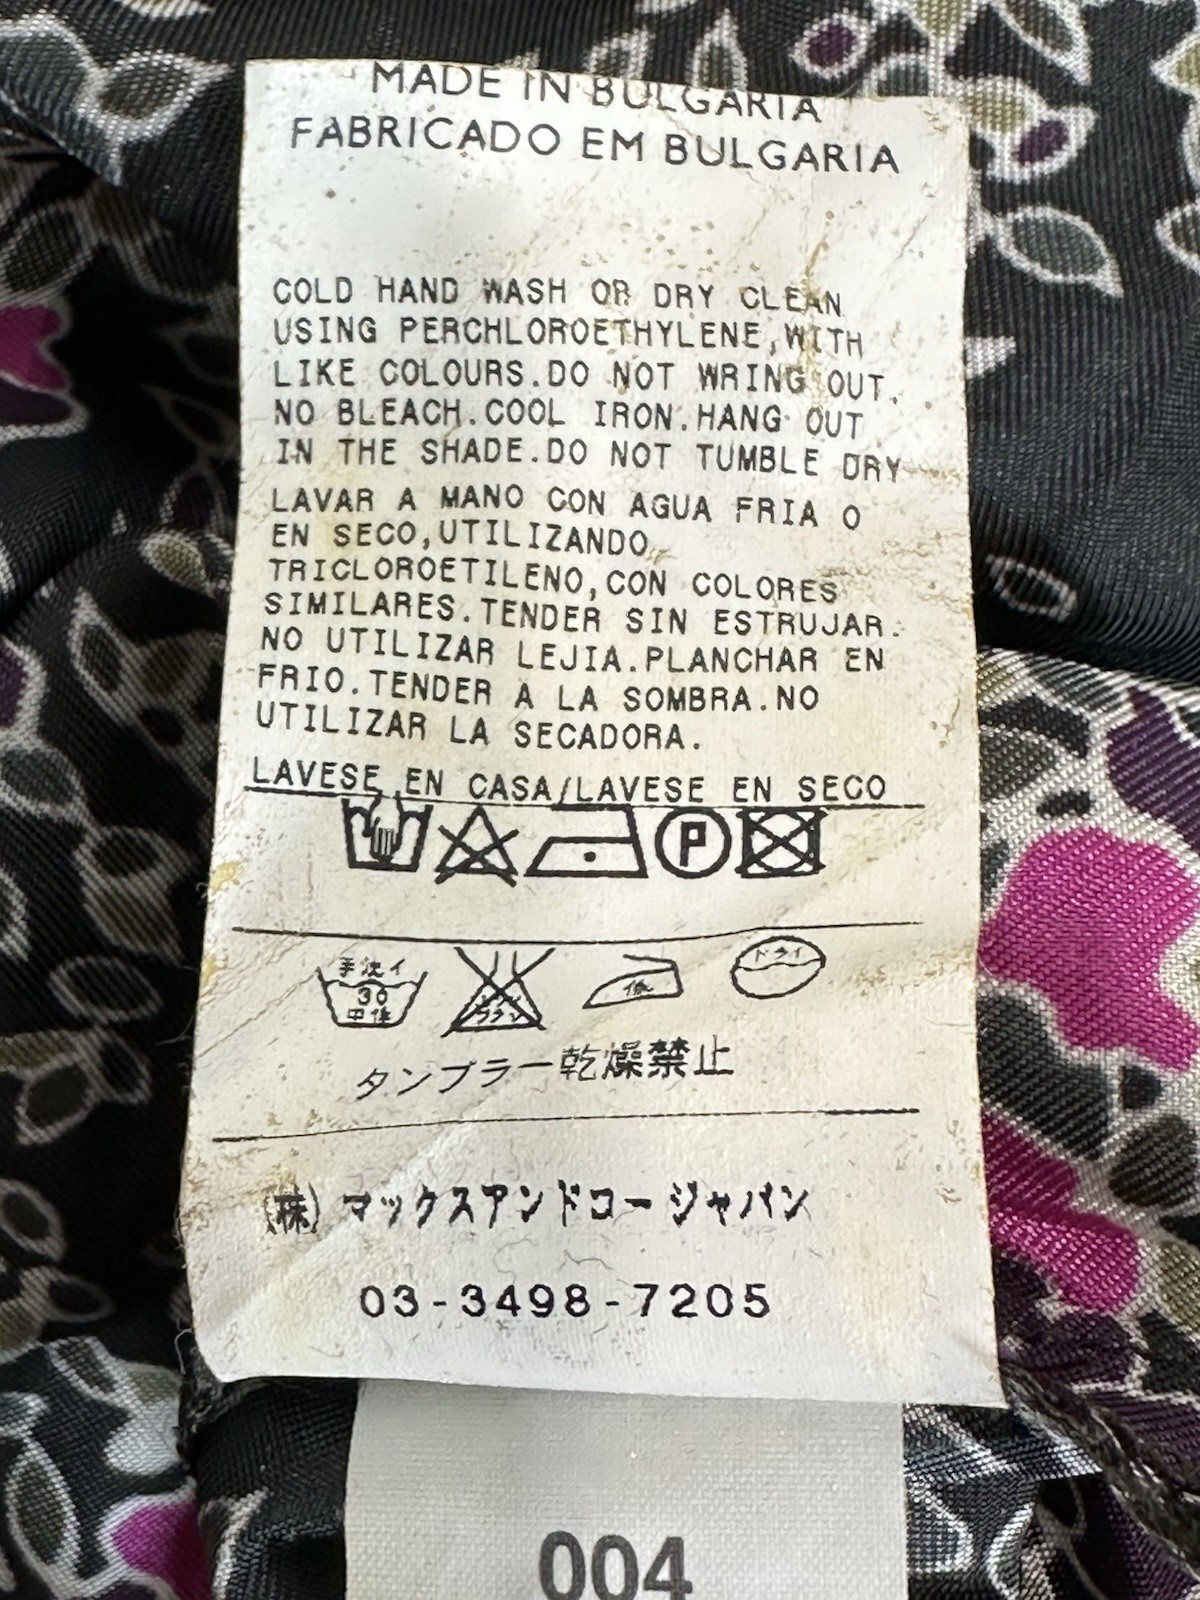 MADE IN BULGARIA
FABRICADO EM BULGARIA
COLD HAND WASH OR DRY CLEAN
USING PERCHLOROETHYLENE,WITH
LIKE COLOURS.DO NOT WRING OUT.
NO BLEACH.COOL IRON.HANG OUT
IN THE SHADE.DO NOT TUMBLE DRY
LAVAR A MANO CON AGUA FRIA O
EN SECO,UTILIZANDO
TRICLOROETILENO,CON COLORES
SIMILARES.TENDER SIN ESTRUJAR.
NO UTILIZAR LEJIA.PLANCHAR EN
FRIO.TENDER A LA SOMBRA.NO
UTILIZAR LA SECADORA.
LAVESE EN CASA/LAVESE EN SECO
P
手洗イ
30
中性
低
ドライ
タンブラー乾燥禁止
(株) マックスアンドコー ジャパン
03-3498-7205
004